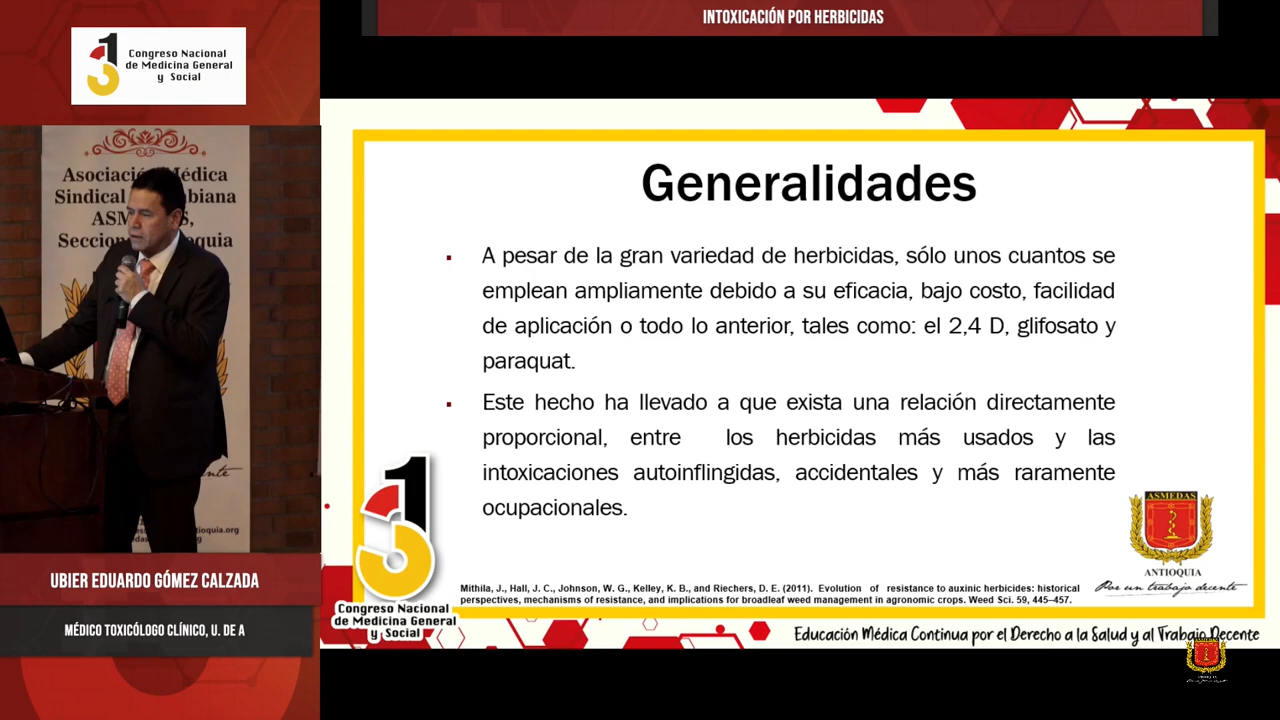 INTOXICACIÓN POR HERBICIDAS
31
Congreso Nacional
de Medicina General
y Social
Asociación Médica
Sindical
biana
ASM
S,
Seccion
quia
UBIER EDUARDO GÓMEZ CALZADA
MÉDICO TOXICÓLOGO CLÍNICO, U. DE A
Generalidades
▪ A pesar de la gran variedad de herbicidas, sólo unos cuantos se
emplean ampliamente debido a su eficacia, bajo costo, facilidad
de aplicación o todo lo anterior, tales como: el 2,4 D, glifosato y
paraquat.
▪ Este hecho ha llevado a que exista una relación directamente
proporcional, entre los herbicidas más usados y las
intoxicaciones autoinflingidas, accidentales y más raramente
ocupacionales.
31
Congreso Nacional
de Medicina General
y Social
Mithila, J., Hall, J. C., Johnson, W. G., Kelley, K. B., and Riechers, D. E. (2011). Evolution of resistance to auxinic herbicides: historical
perspectives, mechanisms of resistance, and implications for broadleaf weed management in agronomic crops. Weed Sci. 59, 445–457.
ASMEDAS
ANTIOQUIA
Por un trabajo decente
Educación Médica Continua por el Derecho a la Salud y al Trabajo Decente